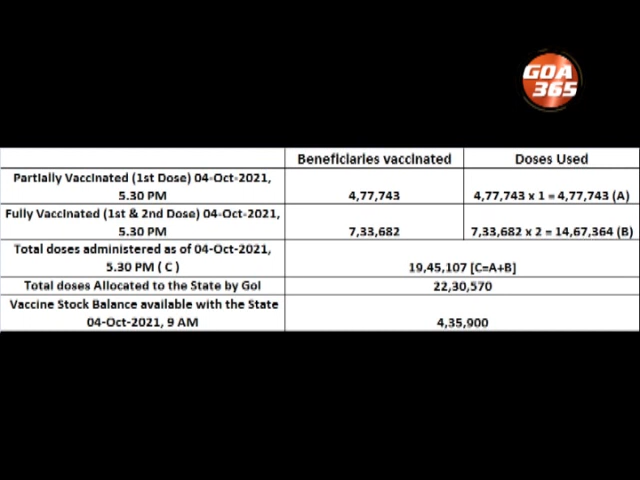 GOA
365
Beneficiaries vaccinated Doses Used
Partially Vaccinated (1st Dose) 04-Oct-2021,
5.30 PM 4,77,743 4,77,743 x 1 = 4,77,743 (A)
Fully Vaccinated (1st & 2nd Dose) 04-Oct-2021,
5.30 PM 7,33,682 7,33,682 x 2 = 14,67,364 (B)
Total doses administered as of 04-Oct-2021,
5.30 PM ( C ) 19,45,107 [C=A+B]
Total doses Allocated to the State by GoI 22,30,570
Vaccine Stock Balance available with the State
04-Oct-2021, 9 AM 4,35,900